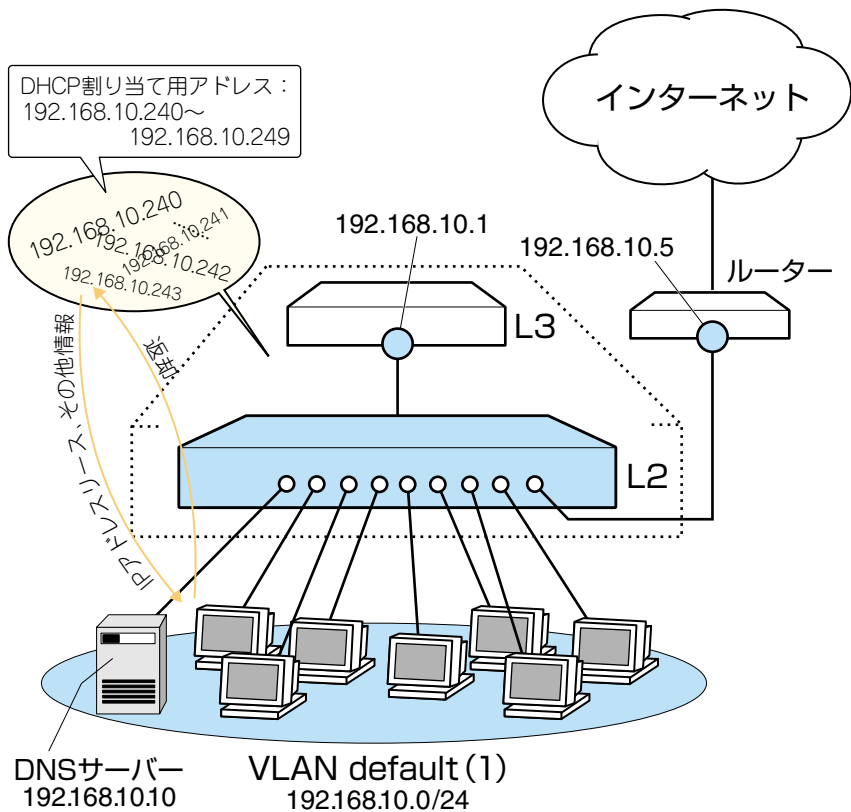 DHCP割り当て用アドレス：
192.168.10.240～
192.168.10.249
インターネット
192.168.10.240
192.168.10.241
192.168.10.242
192.168.10.243
192.168.10.1
192.168.10.5
ルーター
L3
返却
IPアドレスリース、その他情報
L2
DNSサーバー
192.168.10.10
VLAN default（1）
192.168.10.0/24